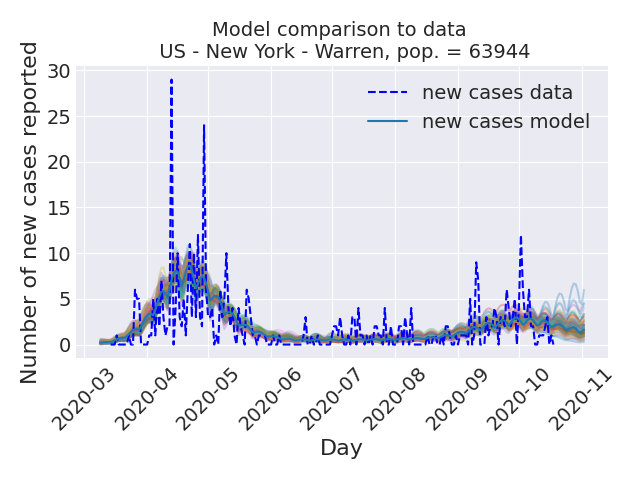 Model comparison to data
US - New York - Warren, pop. = 63944
Number of new cases reported
30
25
20
15
10
5
0
new cases data
new cases model
2020-03
2020-04
2020-05
2020-06
2020-07
2020-08
2020-09
2020-10
2020-11
Day